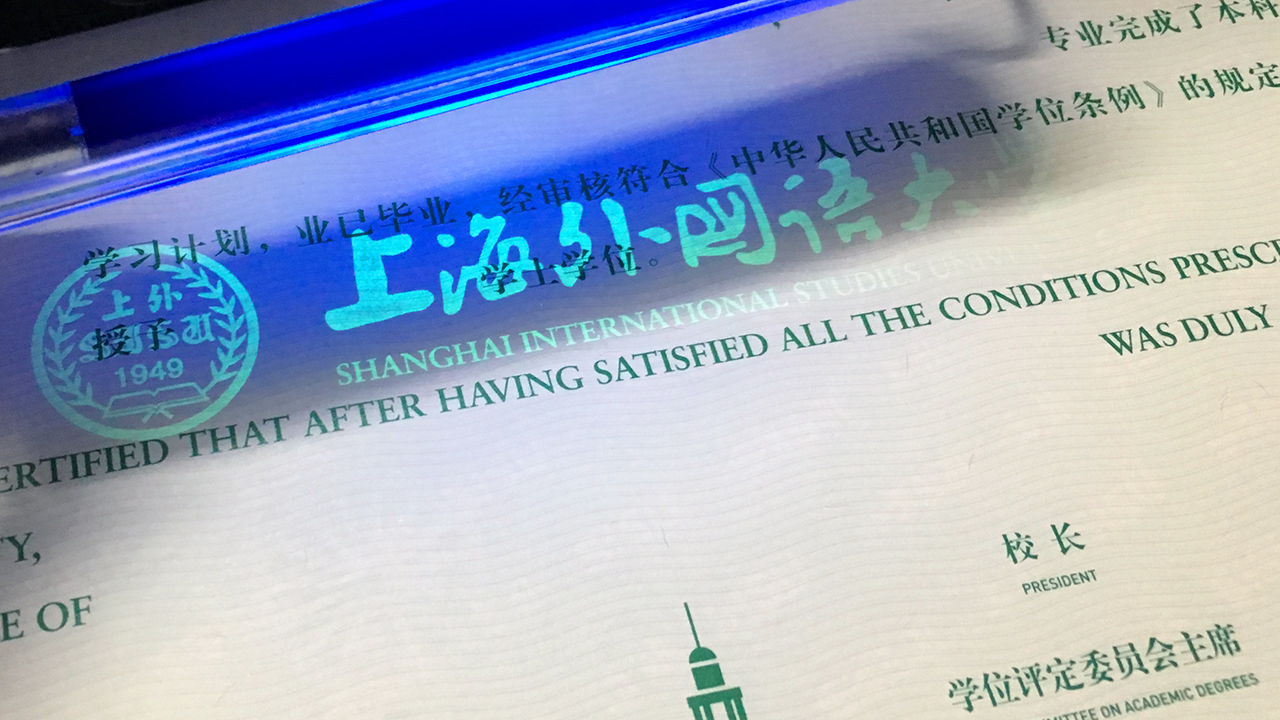 专业完成了本科
学习计划，业已毕业，经审核符合《中华人民共和国学位条例》的规定
授予
学士学位。
上海外国语大
SHANGHAI INTERNATIONAL STUDIES
上外
SISU
1949
ERTIFIED THAT AFTER HAVING SATISFIED ALL THE CONDITIONS PRESC
TY,
WAS DULY
E OF
校长
PRESIDENT
学位评定委员会主席
MITTEE ON ACADEMIC DEGREES